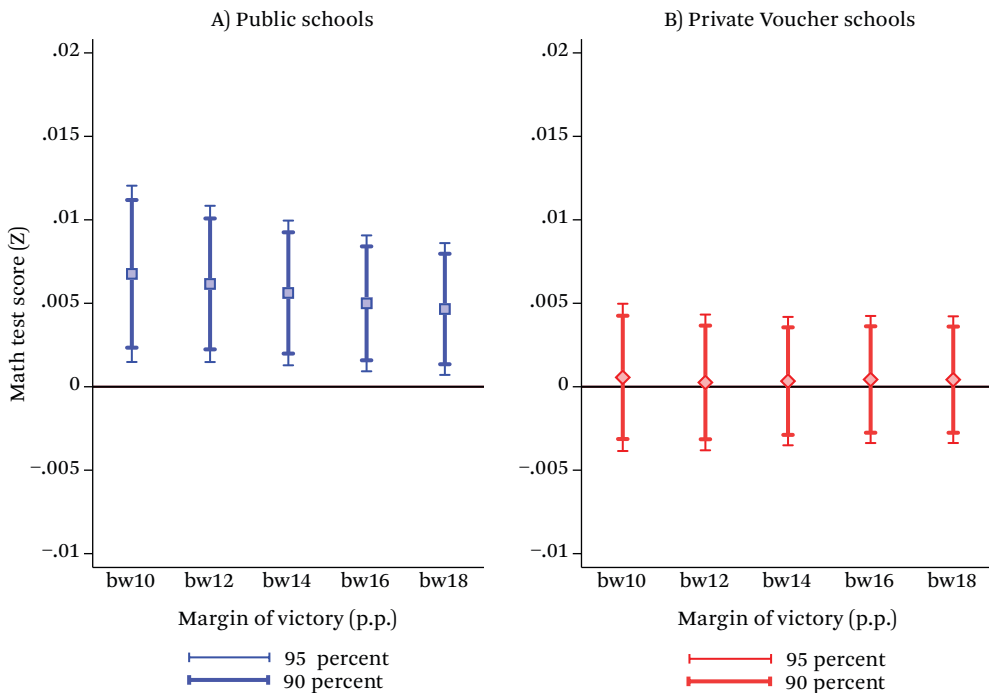 A) Public schools
B) Private Voucher schools
Math test score (Z)
.02
.015
.01
.005
0
−.005
−.01
bw10 bw12 bw14 bw16 bw18
Margin of victory (p.p.)
95 percent
90 percent
.02
.015
.01
.005
0
−.005
−.01
bw10 bw12 bw14 bw16 bw18
Margin of victory (p.p.)
95 percent
90 percent